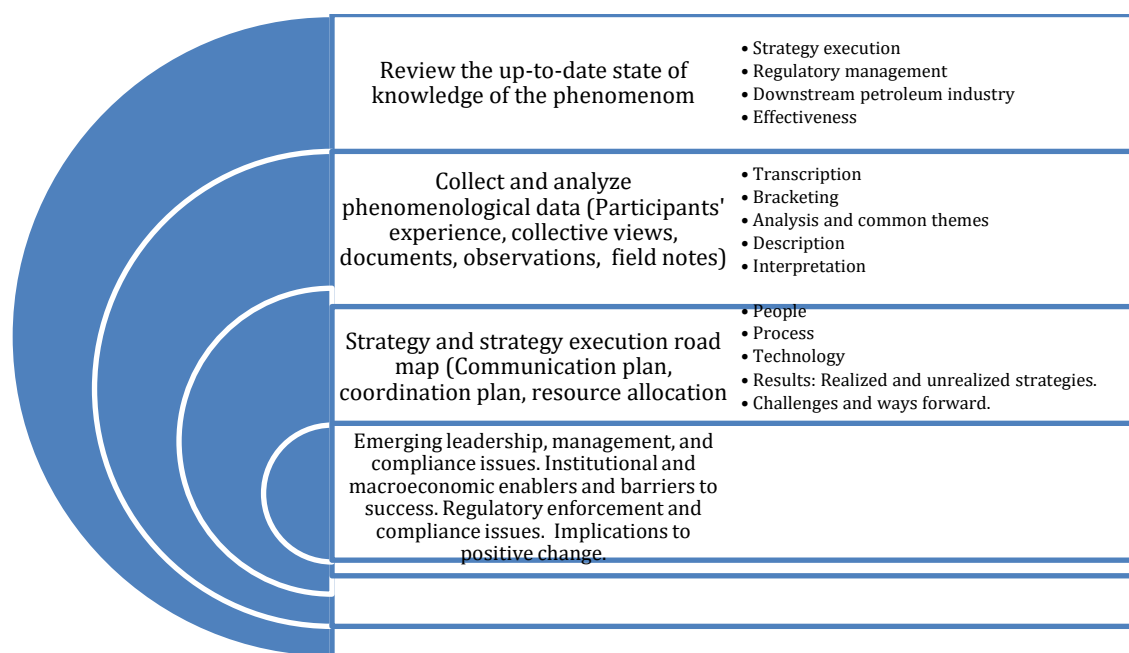 Review the up-to-date state of
knowledge of the phenomenom
• Strategy execution
• Regulatory management
• Downstream petroleum industry
• Effectiveness
Collect and analyze
phenomenological data (Participants'
experience, collective views,
documents, observations, field notes)
• Transcription
• Bracketing
• Analysis and common themes
• Description
• Interpretation
Strategy and strategy execution road
map (Communication plan,
coordination plan, resource allocation
• People
• Process
• Technology
• Results: Realized and unrealized strategies.
• Challenges and ways forward.
Emerging leadership, management, and
compliance issues. Institutional and
macroeconomic enablers and barriers to
success. Regulatory enforcement and
compliance issues. Implications to
positive change.